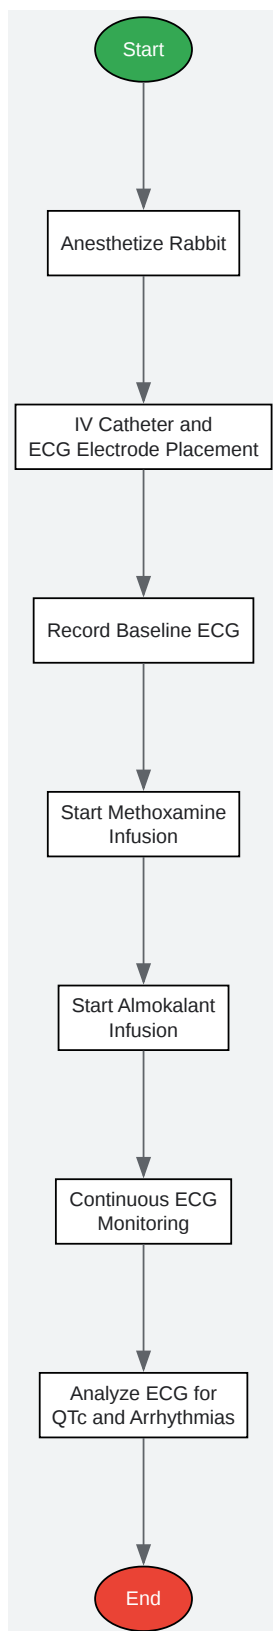 Start
Anesthetize Rabbit
IV Catheter and
ECG Electrode Placement
Record Baseline ECG
Start Methoxamine
Infusion
Start Almokalant
Infusion
Continuous ECG
Monitoring
Analyze ECG for
QTc and Arrhythmias
End